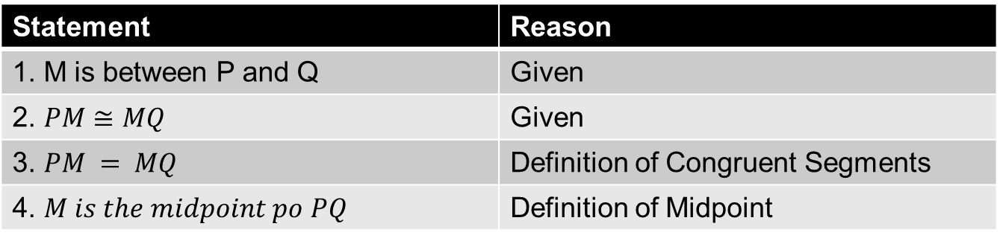 Statement Reason
1. M is between P and Q Given
2. PM ≅ MQ Given
3. PM = MQ Definition of Congruent Segments
4. M is the midpoint po PQ Definition of Midpoint